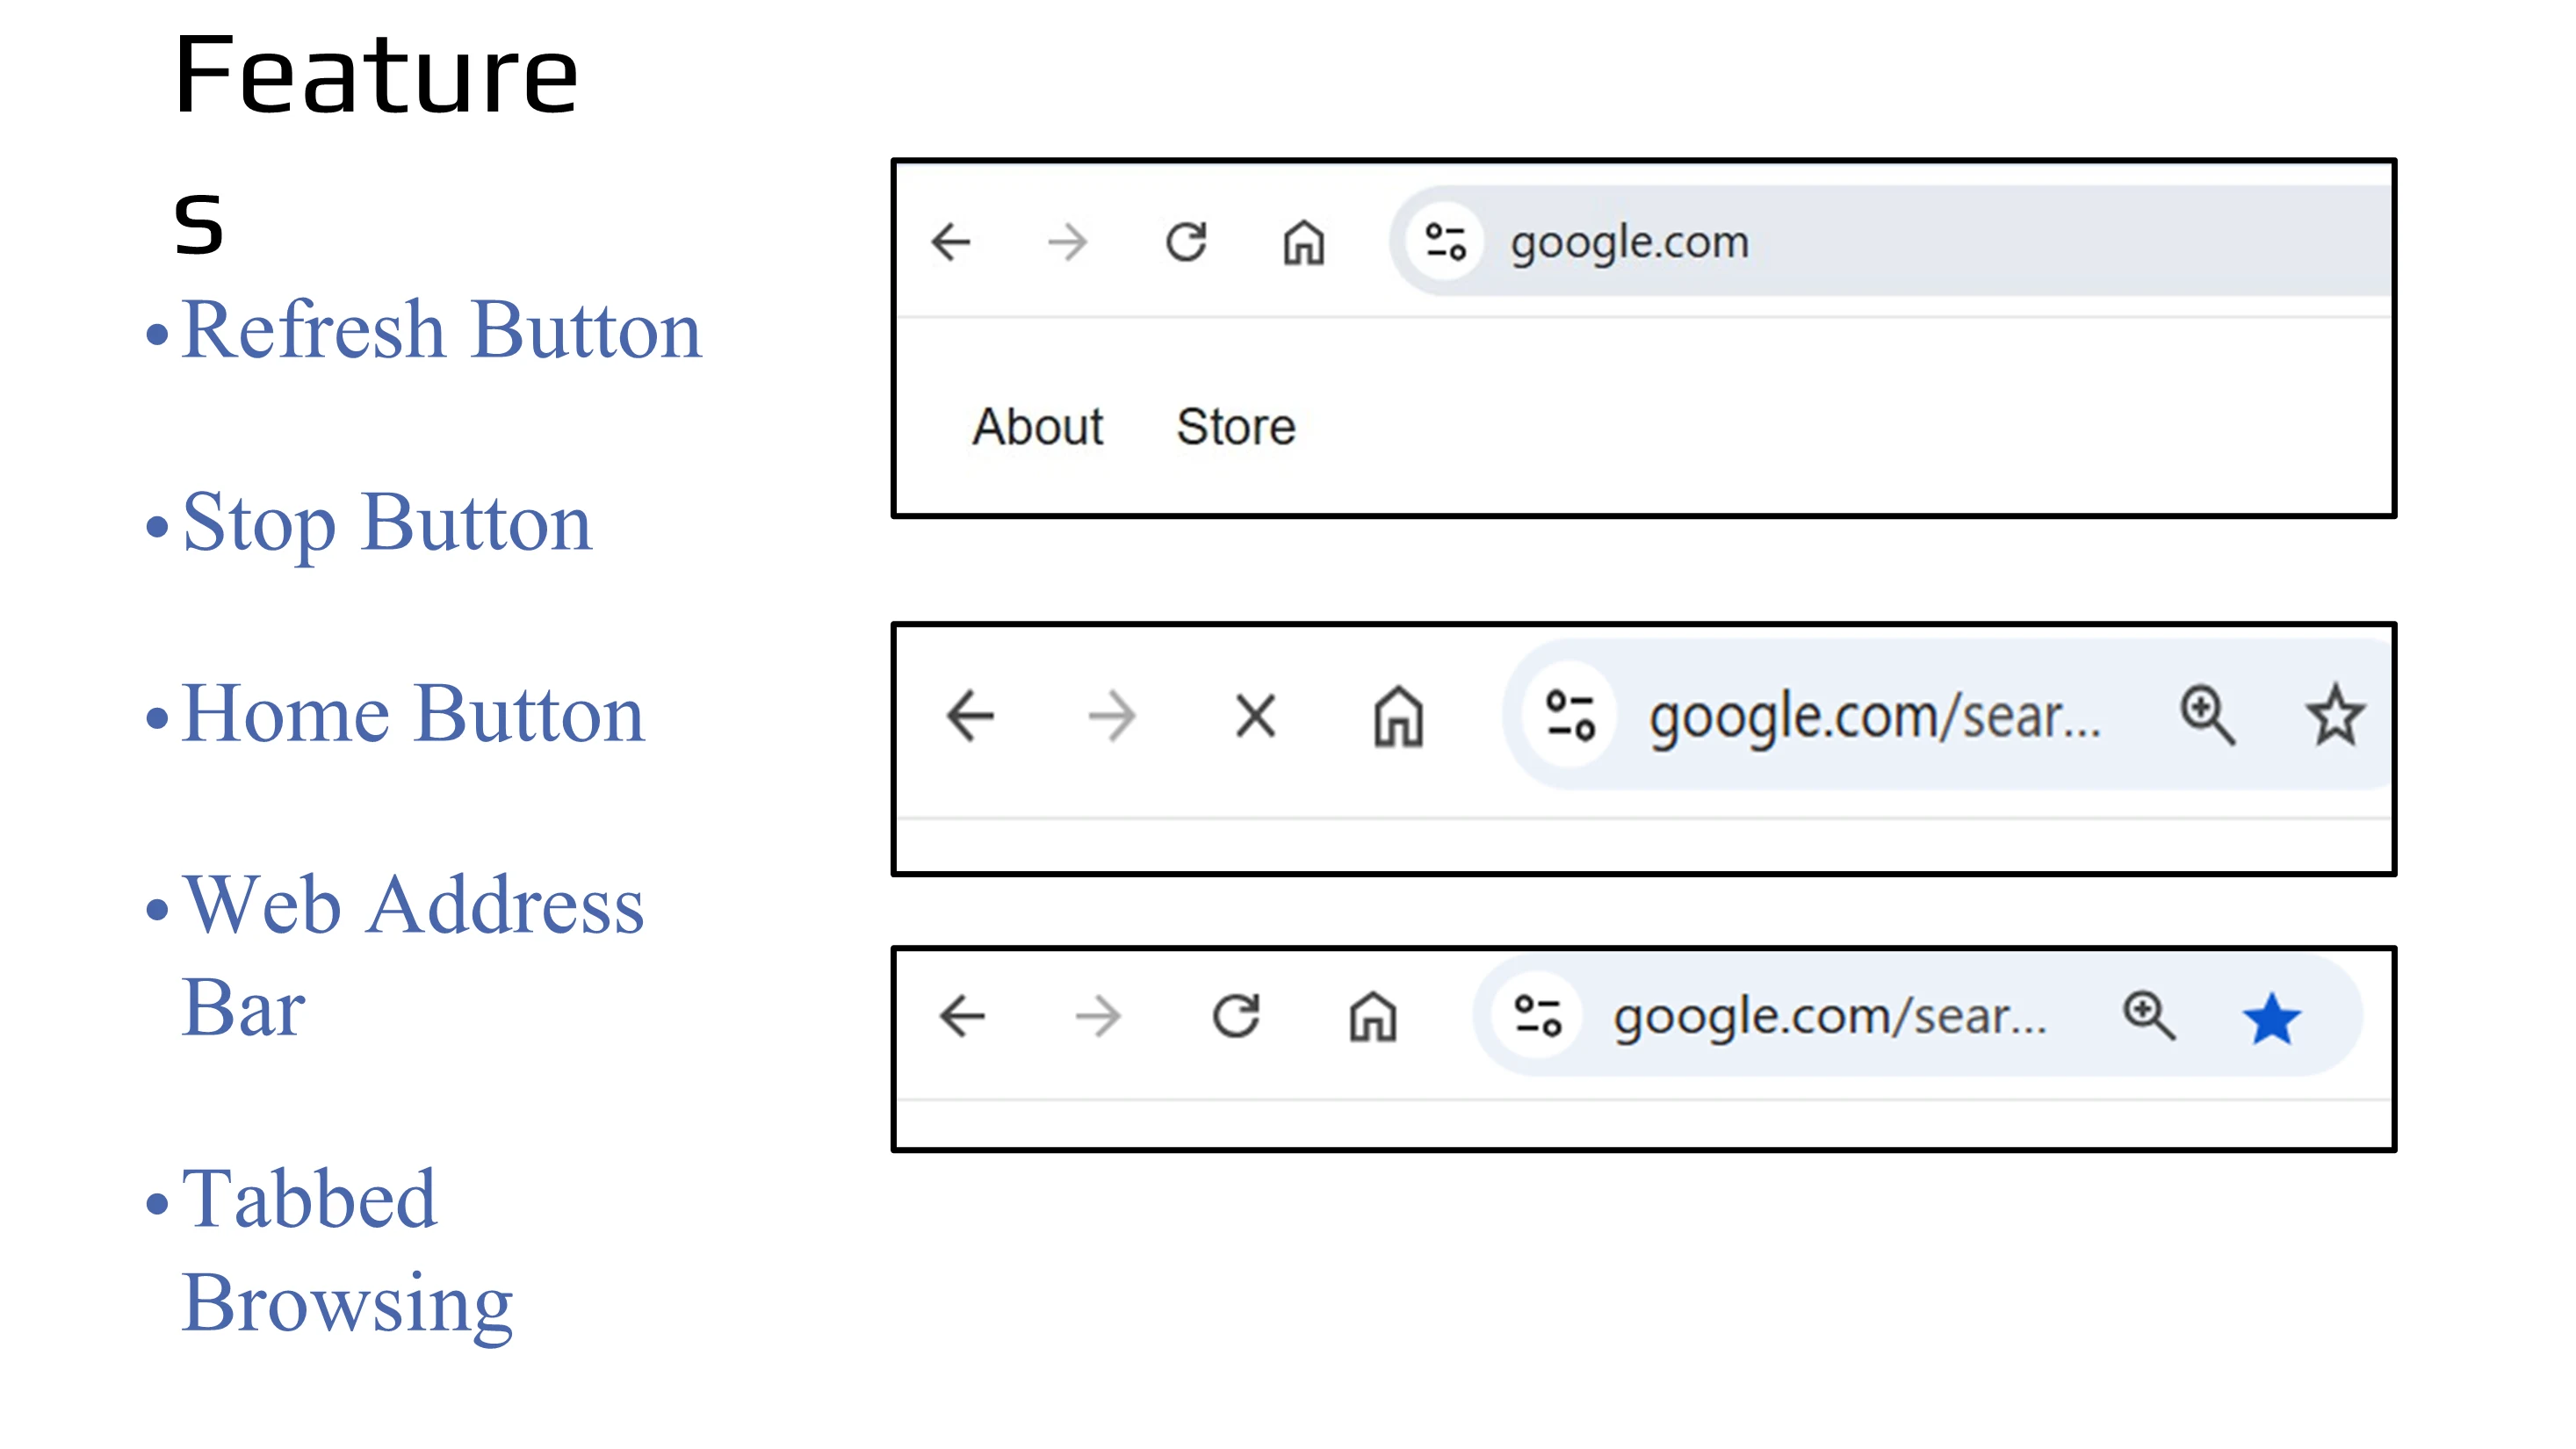 Feature
s
•Refresh Button
•Stop Button
•Home Button
•Web Address
Bar
•Tabbed
Browsing
google.com
About Store
google.com/sear...
google.com/sear...